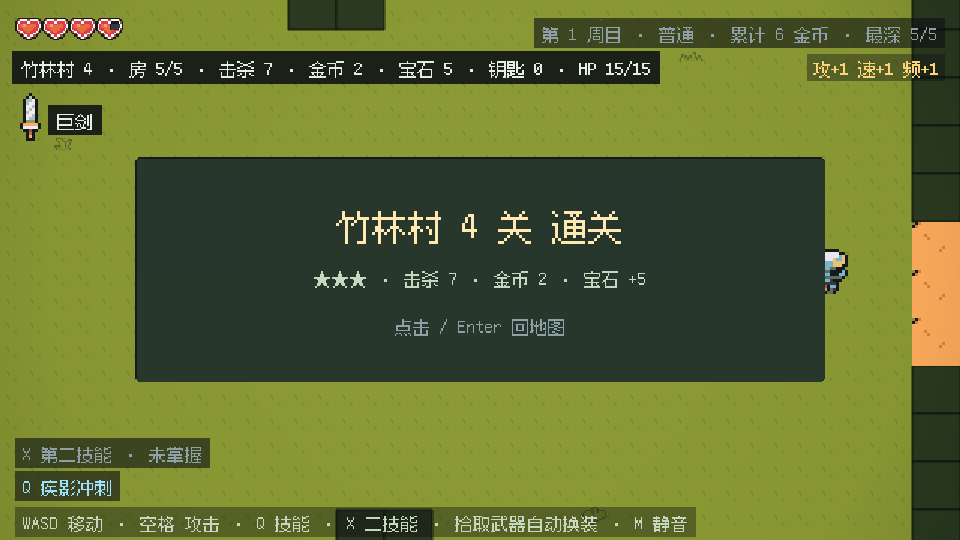 第 1 周目 · 普通 · 累计 6 金币 · 最深 5/5
竹林村 4 · 房 5/5 · 击杀 7 · 金币 2 · 宝石 5 · 钥匙 0 · HP 15/15
攻+1 速+1 频+1
巨剑
竹林村 4 关 通关
★★★ · 击杀 7 · 金币 2 · 宝石 +5
点击 / Enter 回地图
X 第二技能 · 未掌握
Q 疾影冲刺
WASD 移动 · 空格 攻击 · Q 技能 · X 二技能 · 拾取武器自动换装 · M 静音